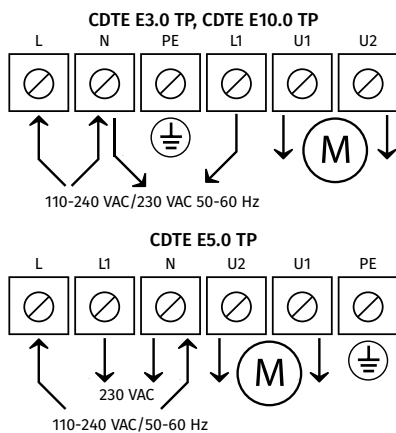 CDTE E3.0 TP, CDTE E10.0 TP
L N PE L1 U1 U2
M
110-240 VAC/230 VAC 50-60 Hz
CDTE E5.0 TP
L L1 N U2 U1 PE
M
230 VAC
110-240 VAC/50-60 Hz